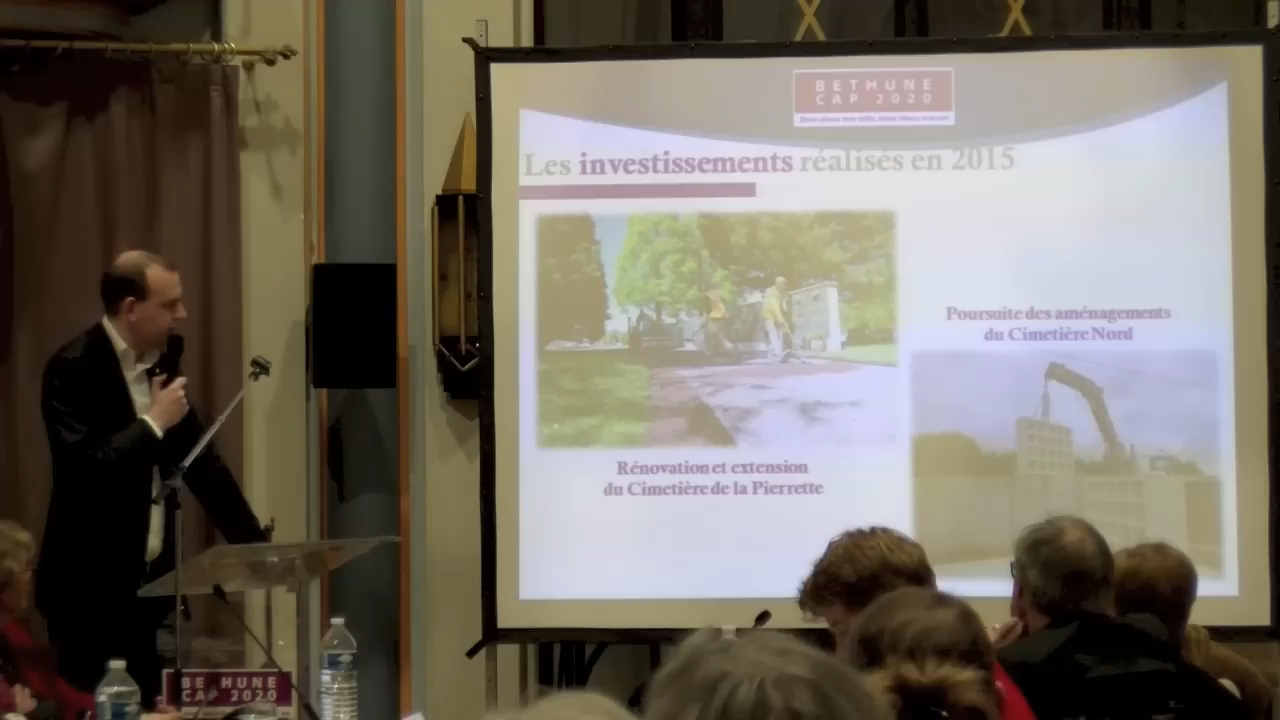 BETHUNE
CAP 2020
Les investissements réalisés en 2015
Poursuite des aménagements
du Cimetière Nord
Rénovation et extension
du Cimetière de la Pierrette
BETHUNE
CAP 2020